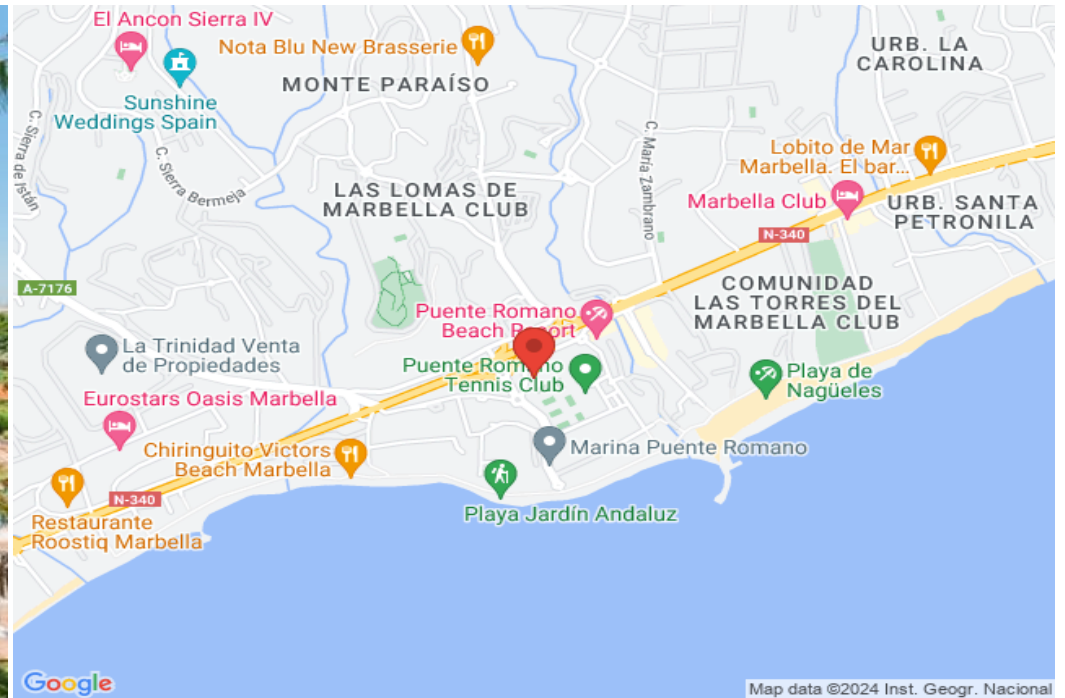 El Ancon Sierra IV
Nota Blu New Brasserie
URB. LA
CAROLINA
MONTE PARAÍSO
Sunshine
Weddings Spain
C. Sierra de Istán
C. Sierra Bermeja
C. María Zambrano
Lobito de Mar
Marbella. El bar...
LAS LOMAS DE
MARBELLA CLUB
Marbella Club
URB. SANTA
PETRONILA
N-340
A-7176
COMUNIDAD
LAS TORRES DEL
MARBELLA CLUB
Puente Romano
Beach Resort
La Trinidad Venta
de Propiedades
Puente Romano
Tennis Club
Playa de
Nagüeles
Eurostars Oasis Marbella
Chiringuito Victors
Beach Marbella
Marina Puente Romano
N-340
Playa Jardín Andaluz
Restaurante
Roostiq Marbella
Google
Map data ©2024 Inst. Geogr. Nacional